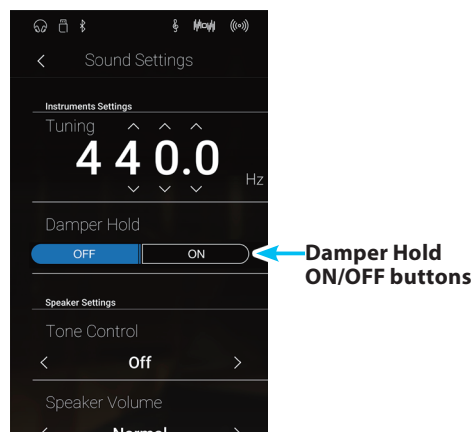 Sound Settings
Instruments Settings
Tuning
440.0
Hz
Damper Hold
OFF ON
Damper Hold
ON/OFF buttons
Speaker Settings
Tone Control
Off
Speaker Volume
Normal